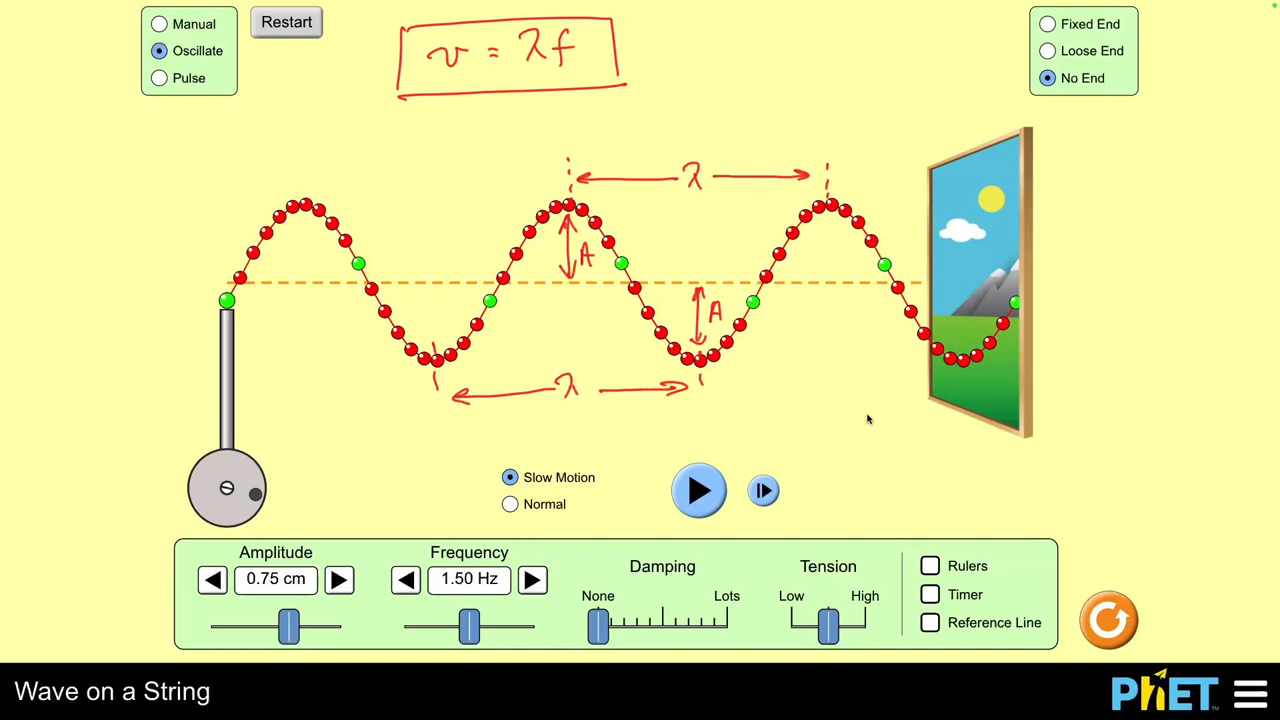 Manual
Oscillate
Pulse
Restart
v = λf
Fixed End
Loose End
No End
λ
A
A
λ
Slow Motion
Normal
Amplitude
0.75 cm
Frequency
1.50 Hz
Damping
None
Lots
Tension
Low
High
Rulers
Timer
Reference Line
Wave on a String
PhET